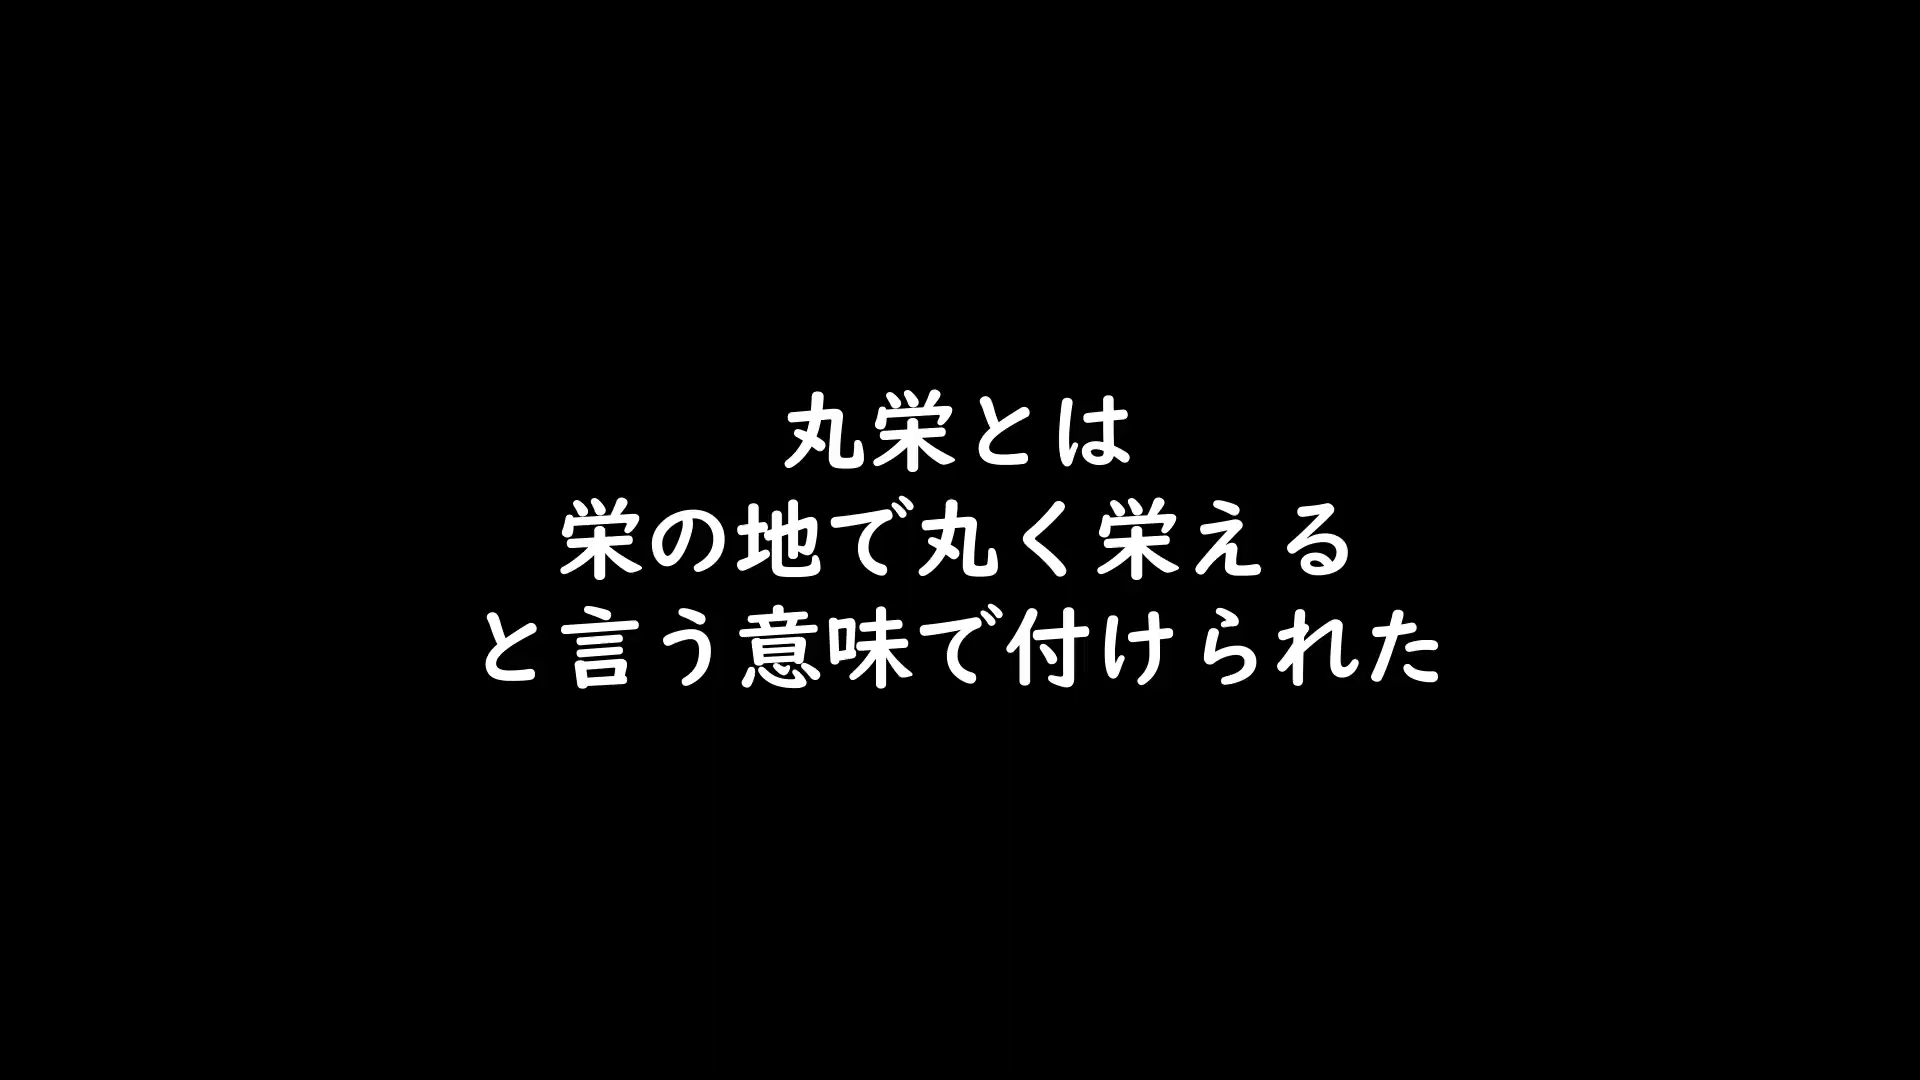 丸栄とは
栄の地で丸く栄える
と言う意味で付けられた